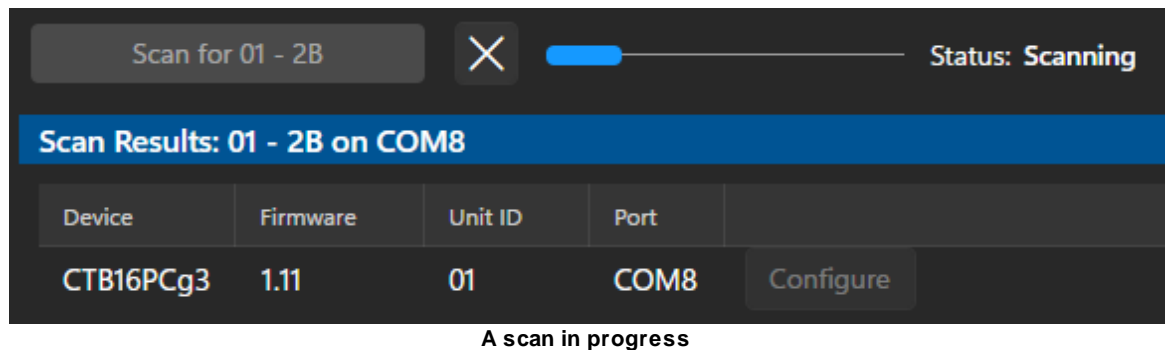 Scan for 01 - 2B Status: Scanning
Scan Results: 01 - 2B on COM8
Device Firmware Unit ID Port
CTB16PCg3 1.11 01 COM8 Configure
A scan in progress